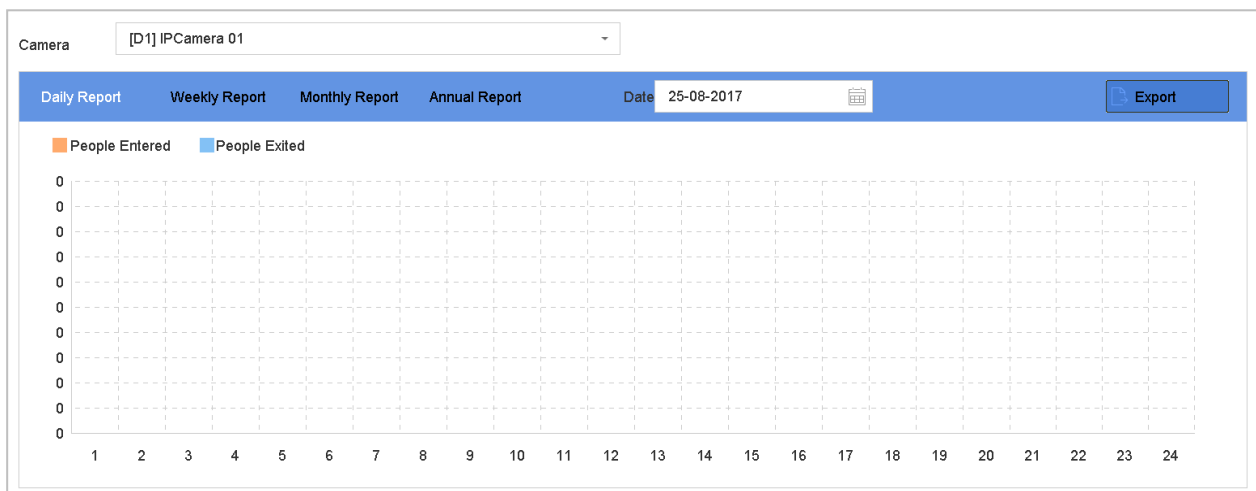 Camera [D1] IPCamera 01
Daily Report Weekly Report Monthly Report Annual Report Date 25-08-2017 Export
People Entered People Exited
0
0
0
0
0
0
0
0
0
0
0
1 2 3 4 5 6 7 8 9 10 11 12 13 14 15 16 17 18 19 20 21 22 23 24